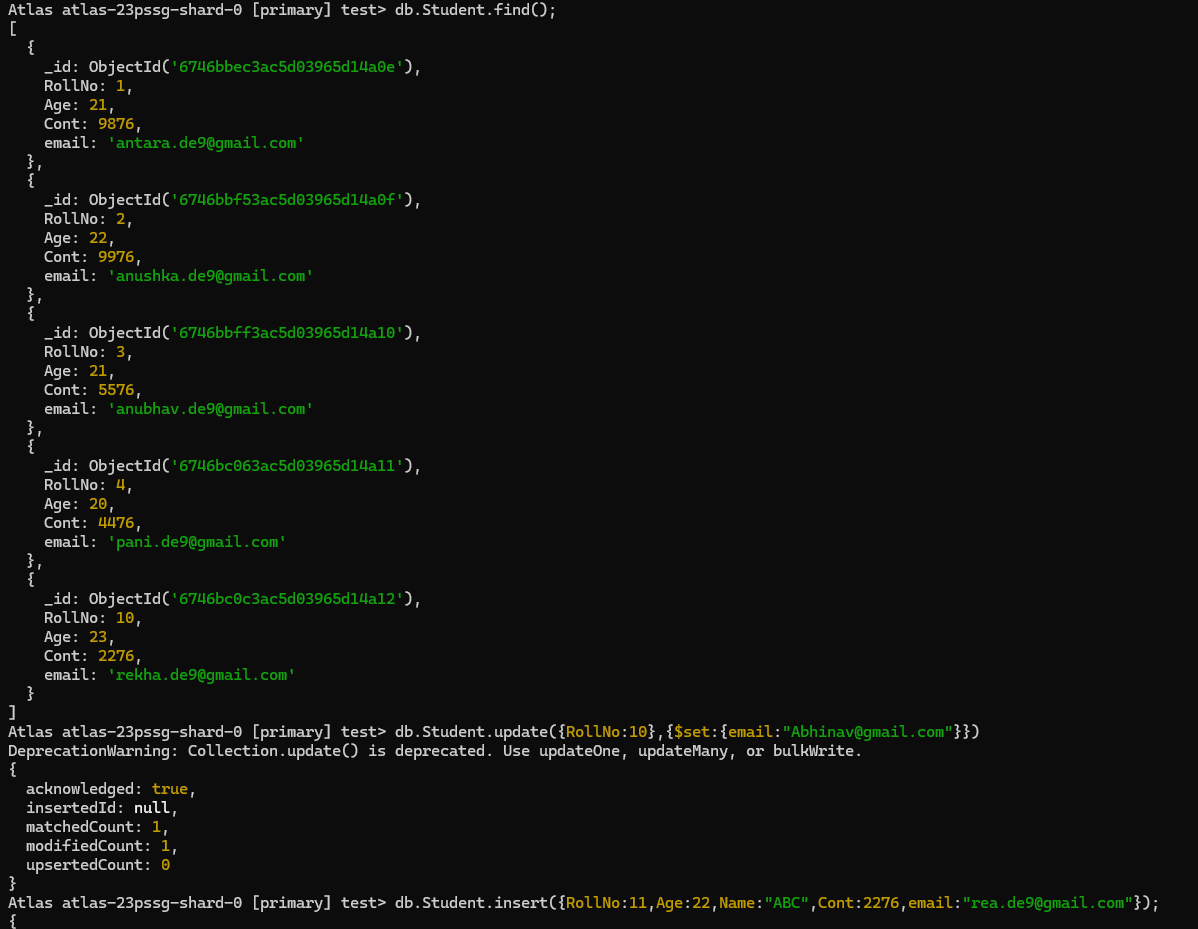 Atlas atlas-23pssg-shard-0 [primary] test> db.Student.find();
[
  {
    _id: ObjectId('6746bbec3ac5d03965d14a0e'),
    RollNo: 1,
    Age: 21,
    Cont: 9876,
    email: 'antara.de9@gmail.com'
  },
  {
    _id: ObjectId('6746bbf53ac5d03965d14a0f'),
    RollNo: 2,
    Age: 22,
    Cont: 9976,
    email: 'anushka.de9@gmail.com'
  },
  {
    _id: ObjectId('6746bbff3ac5d03965d14a10'),
    RollNo: 3,
    Age: 21,
    Cont: 5576,
    email: 'anubhav.de9@gmail.com'
  },
  {
    _id: ObjectId('6746bc063ac5d03965d14a11'),
    RollNo: 4,
    Age: 20,
    Cont: 4476,
    email: 'pani.de9@gmail.com'
  },
  {
    _id: ObjectId('6746bc0c3ac5d03965d14a12'),
    RollNo: 10,
    Age: 23,
    Cont: 2276,
    email: 'rekha.de9@gmail.com'
  }
]
Atlas atlas-23pssg-shard-0 [primary] test> db.Student.update({RollNo:10},{$set:{email:"Abhinav@gmail.com"}})
DeprecationWarning: Collection.update() is deprecated. Use updateOne, updateMany, or bulkWrite.
{
  acknowledged: true,
  insertedId: null,
  matchedCount: 1,
  modifiedCount: 1,
  upsertedCount: 0
}
Atlas atlas-23pssg-shard-0 [primary] test> db.Student.insert({RollNo:11,Age:22,Name:"ABC",Cont:2276,email:"rea.de9@gmail.com"});
{